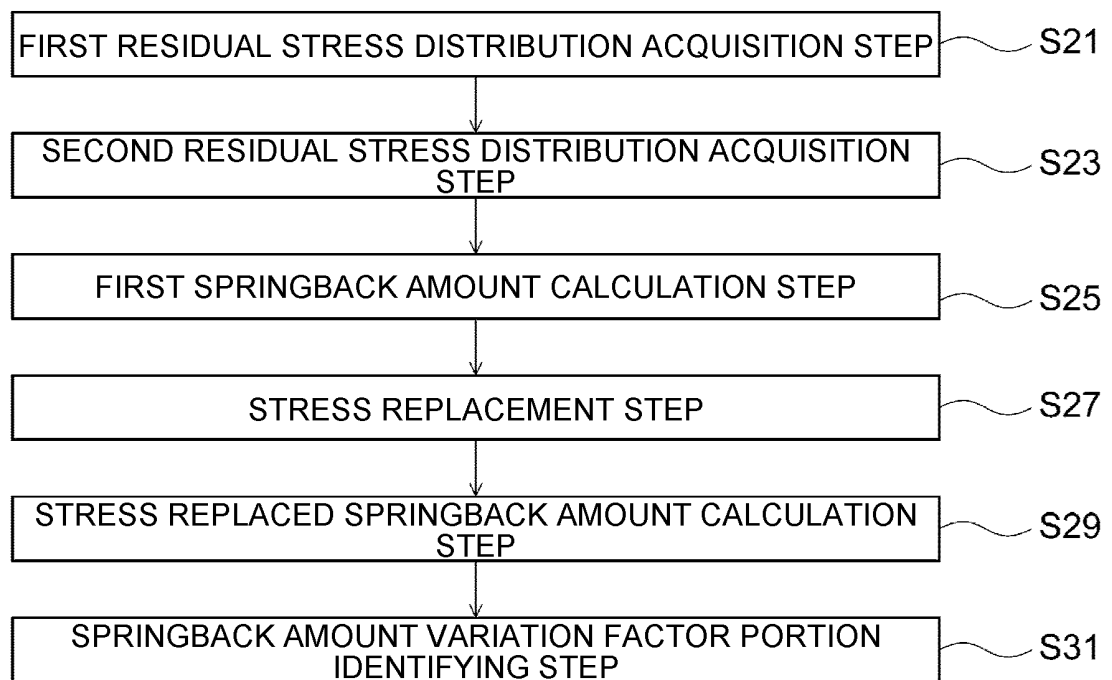 FIRST RESIDUAL STRESS DISTRIBUTION ACQUISITION STEP
S21
SECOND RESIDUAL STRESS DISTRIBUTION ACQUISITION
STEP
S23
FIRST SPRINGBACK AMOUNT CALCULATION STEP
S25
STRESS REPLACEMENT STEP
S27
STRESS REPLACED SPRINGBACK AMOUNT CALCULATION
STEP
S29
SPRINGBACK AMOUNT VARIATION FACTOR PORTION
IDENTIFYING STEP
S31